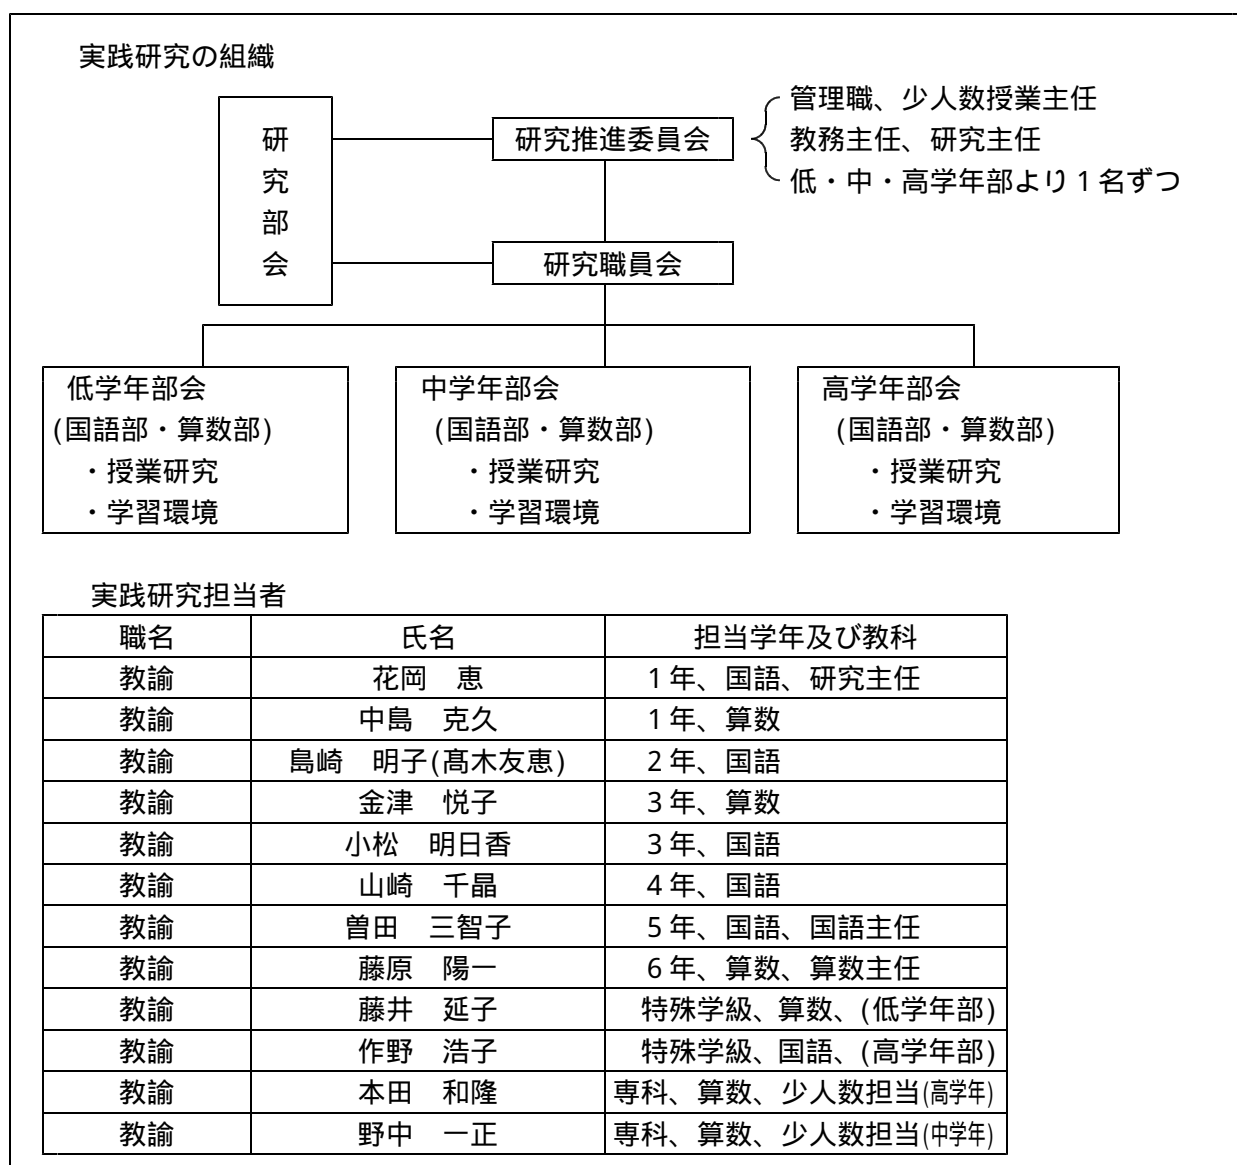 実践研究の組織
管理職、少人数授業主任
研究部会
研究推進委員会
教務主任、研究主任
低・中・高学年部より1名ずつ
研究職員会
低学年部会
(国語部・算数部)
・授業研究
・学習環境
中学年部会
(国語部・算数部)
・授業研究
・学習環境
高学年部会
(国語部・算数部)
・授業研究
・学習環境
実践研究担当者
職名 氏名 担当学年及び教科
教諭 花岡 恵 1年、国語、研究主任
教諭 中島 克久 1年、算数
教諭 島崎 明子(髙木友恵) 2年、国語
教諭 金津 悦子 3年、算数
教諭 小松 明日香 3年、国語
教諭 山崎 千晶 4年、国語
教諭 曽田 三智子 5年、国語、国語主任
教諭 藤原 陽一 6年、算数、算数主任
教諭 藤井 延子 特殊学級、算数、(低学年部)
教諭 作野 浩子 特殊学級、国語、(高学年部)
教諭 本田 和隆 専科、算数、少人数担当(高学年)
教諭 野中 一正 専科、算数、少人数担当(中学年)